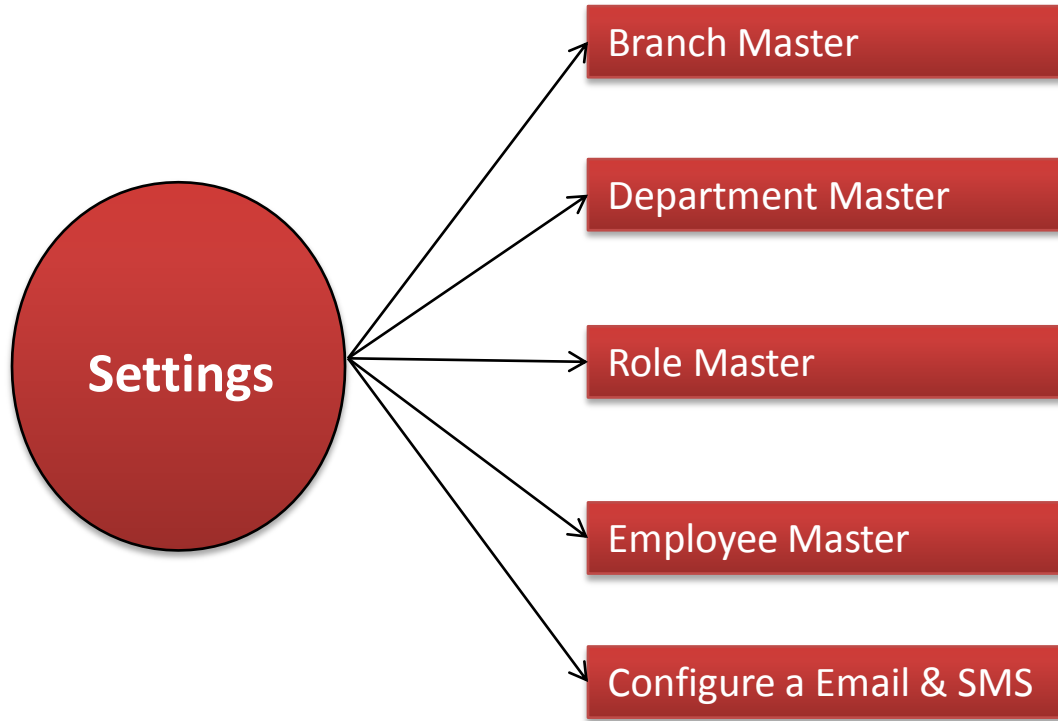 Branch Master
Department Master
Settings
Role Master
Employee Master
Configure a Email & SMS